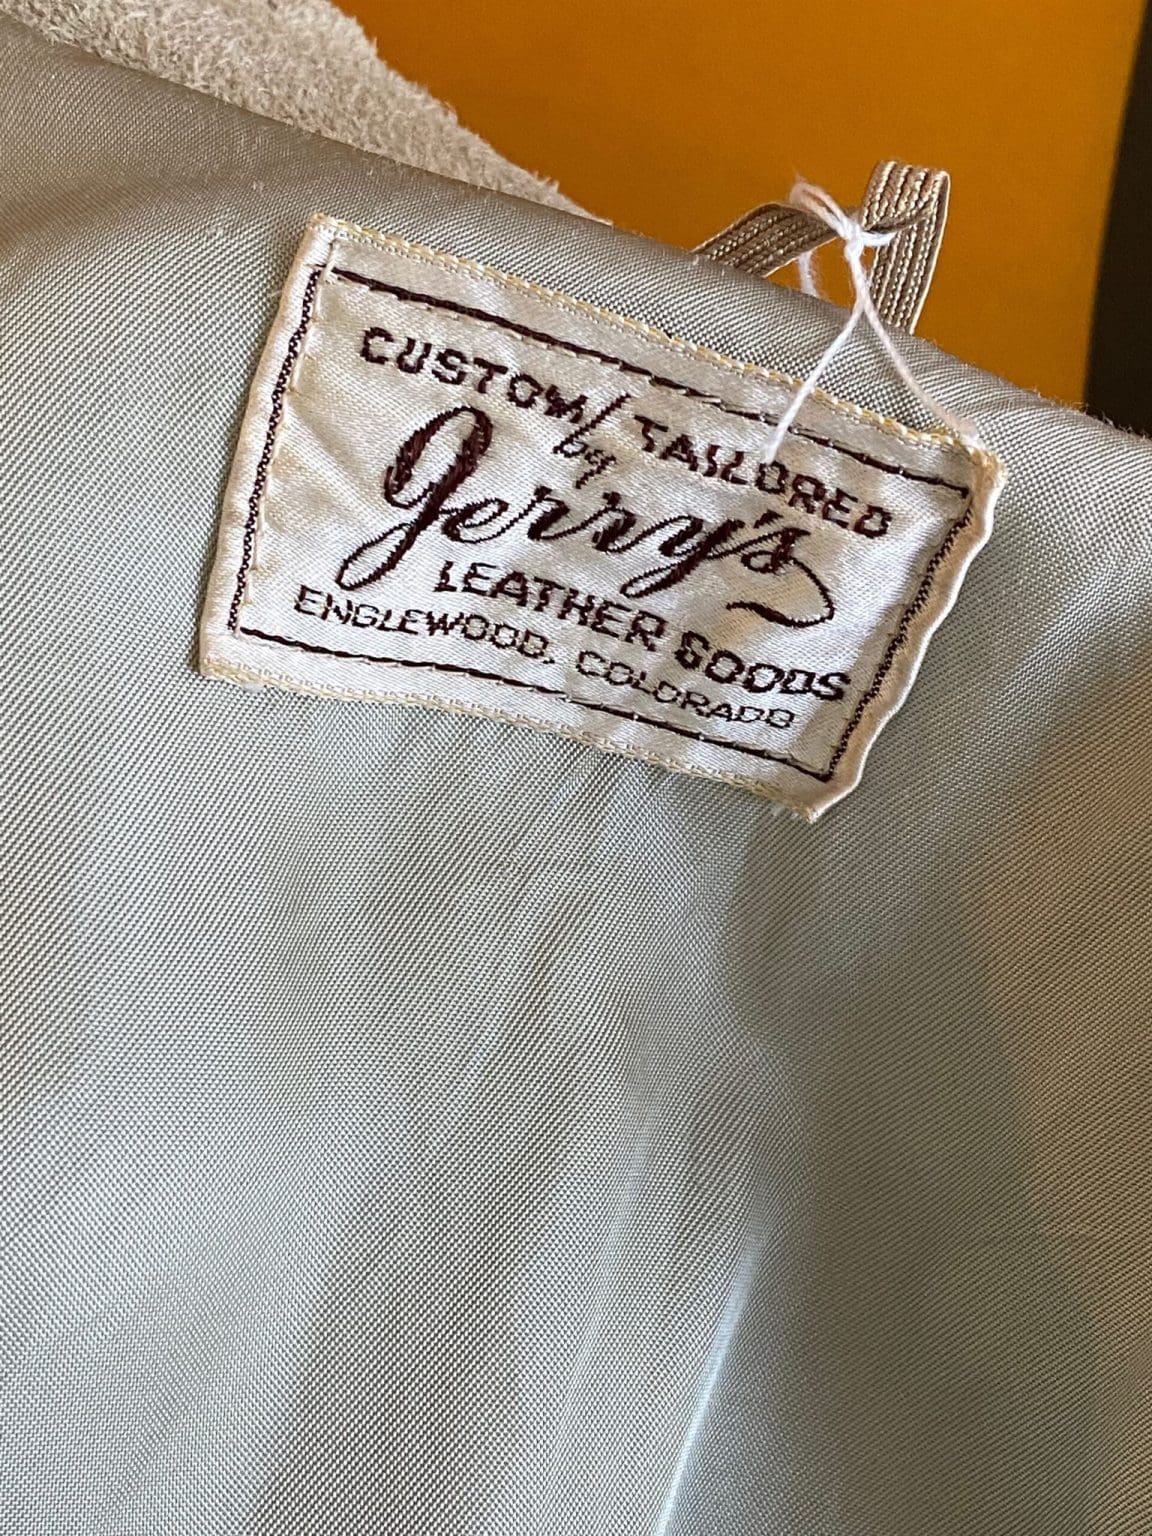 CUSTOM TAILORED
by
Jerry's
LEATHER GOODS
ENGLEWOOD, COLORADO